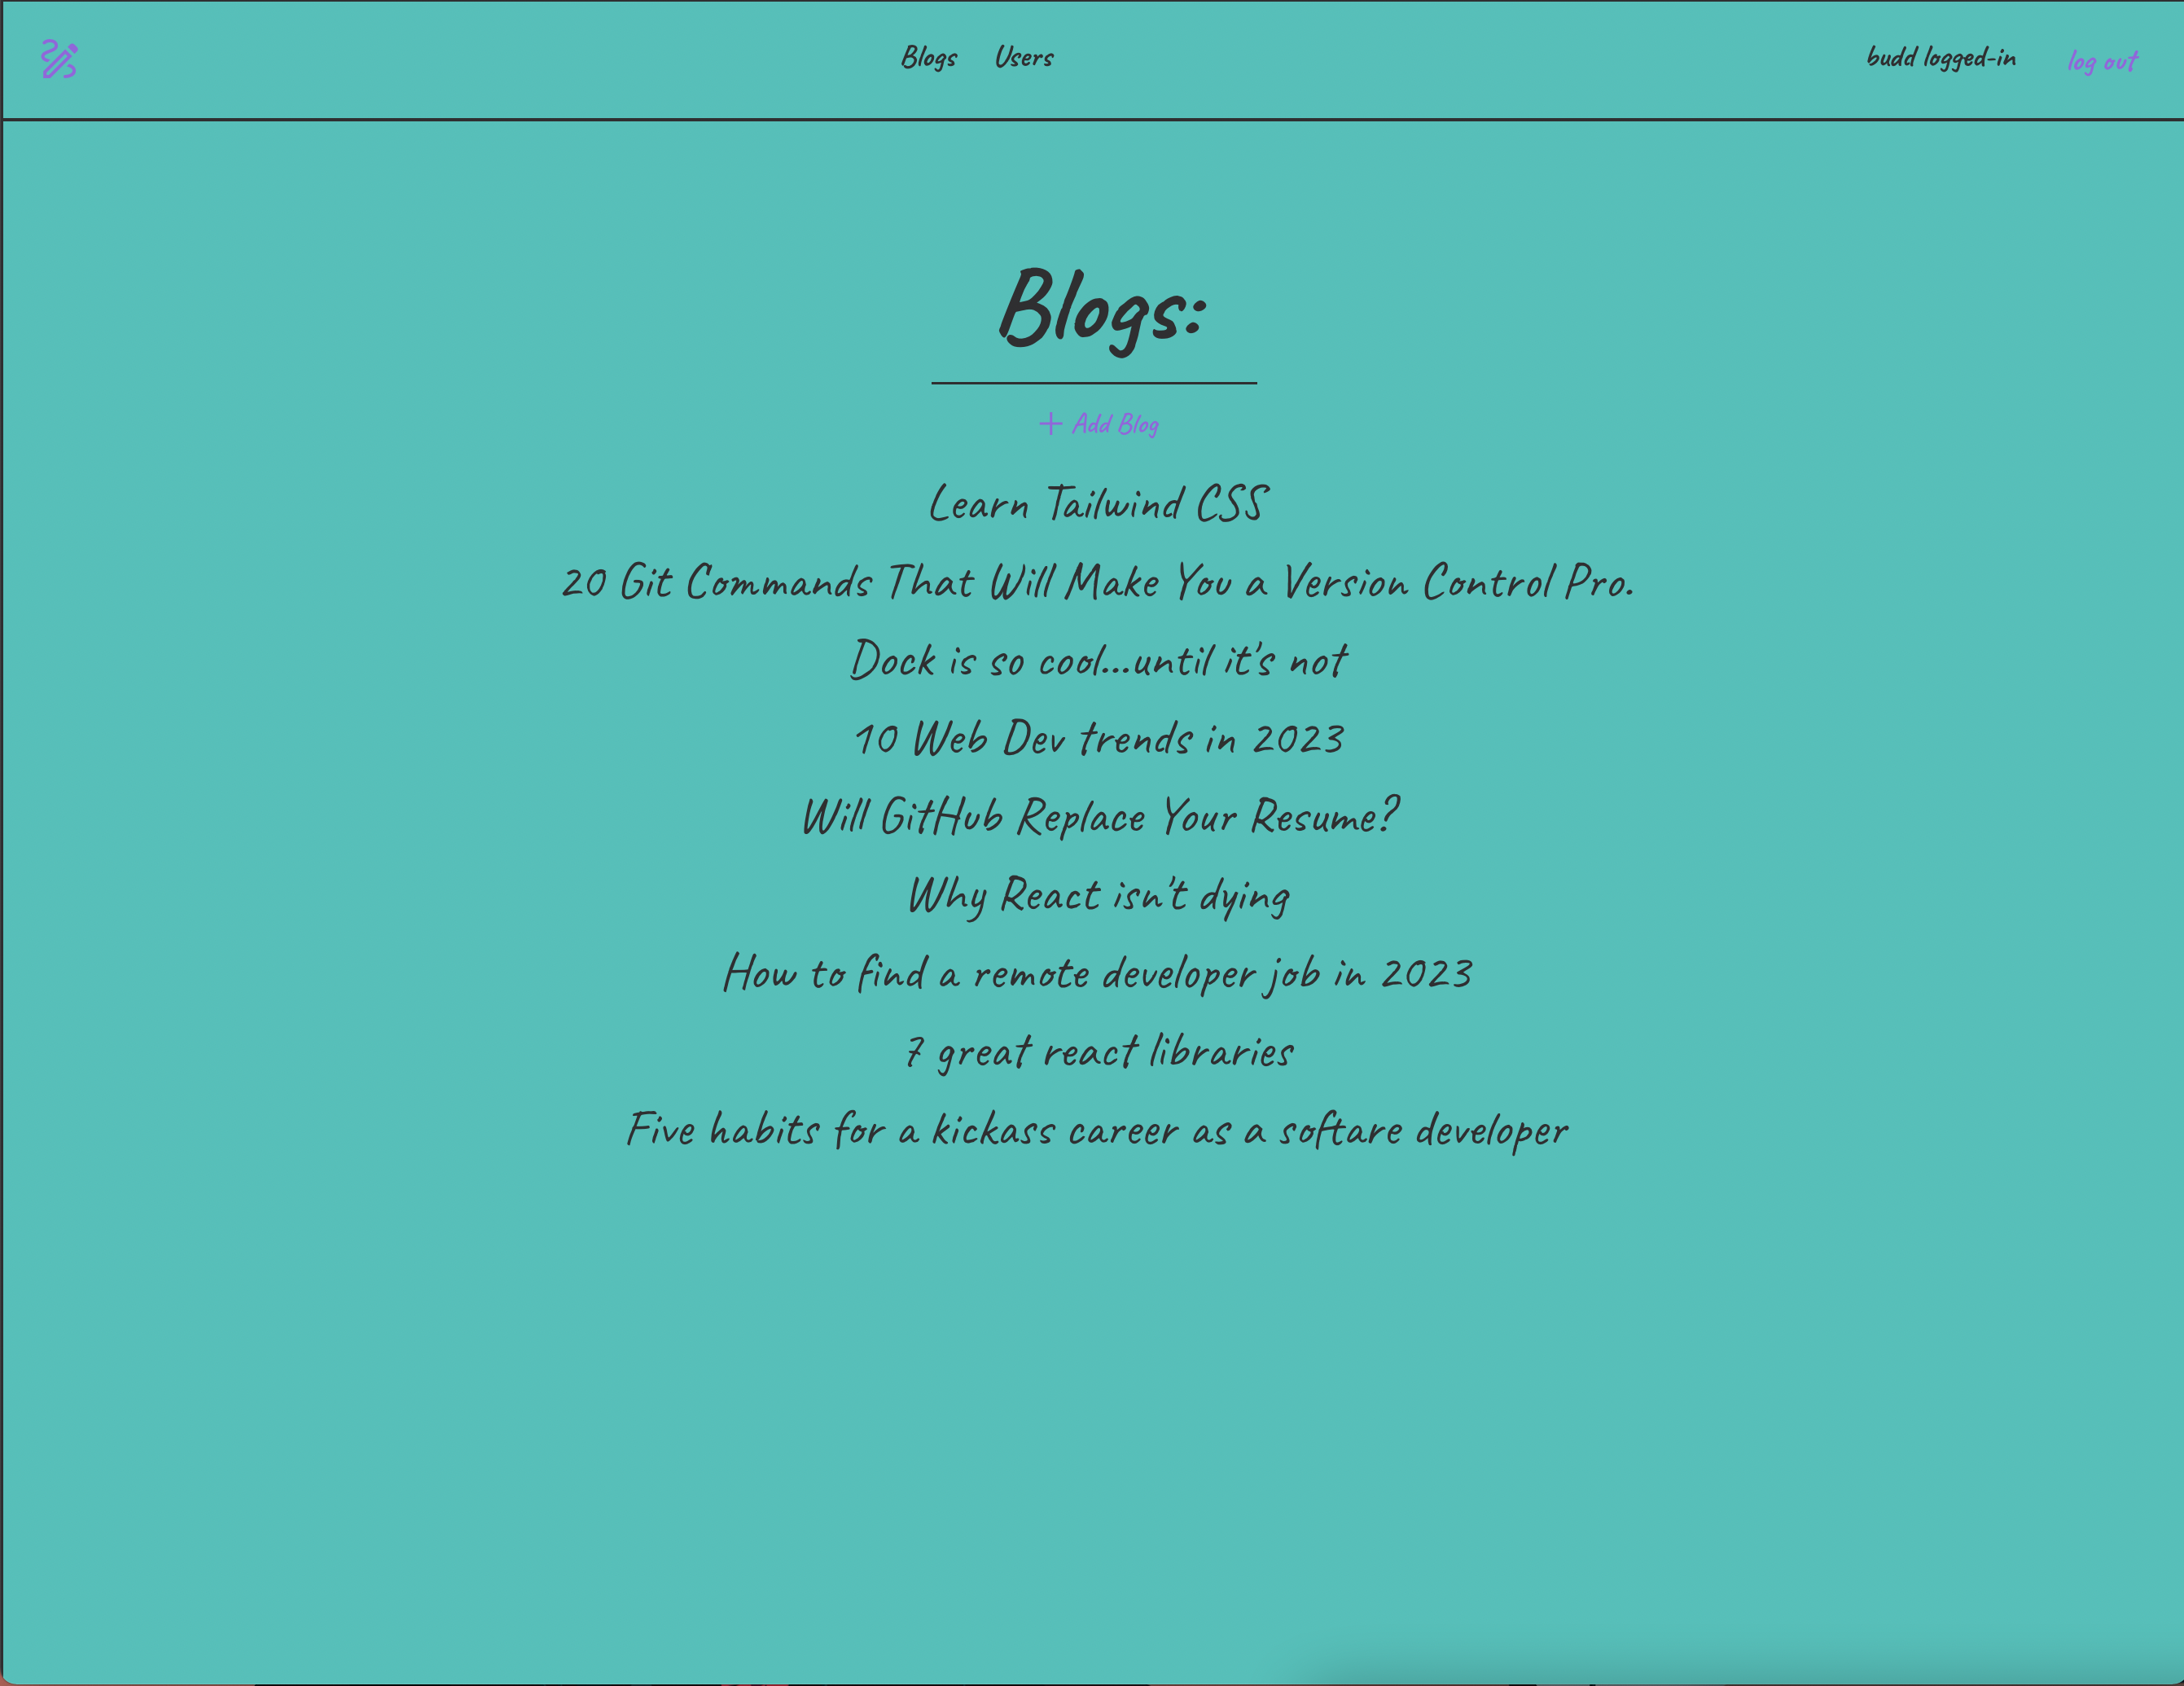 Blogs Users budd logged-in log out
Blogs:
+ Add Blog
Learn Tailwind CSS
20 Git Commands That Will Make You a Version Control Pro.
Dock is so cool...until it's not
10 Web Dev trends in 2023
Will GitHub Replace Your Resume?
Why React isn't dying
How to find a remote developer job in 2023
7 great react libraries
Five habits for a kickass career as a softare developer